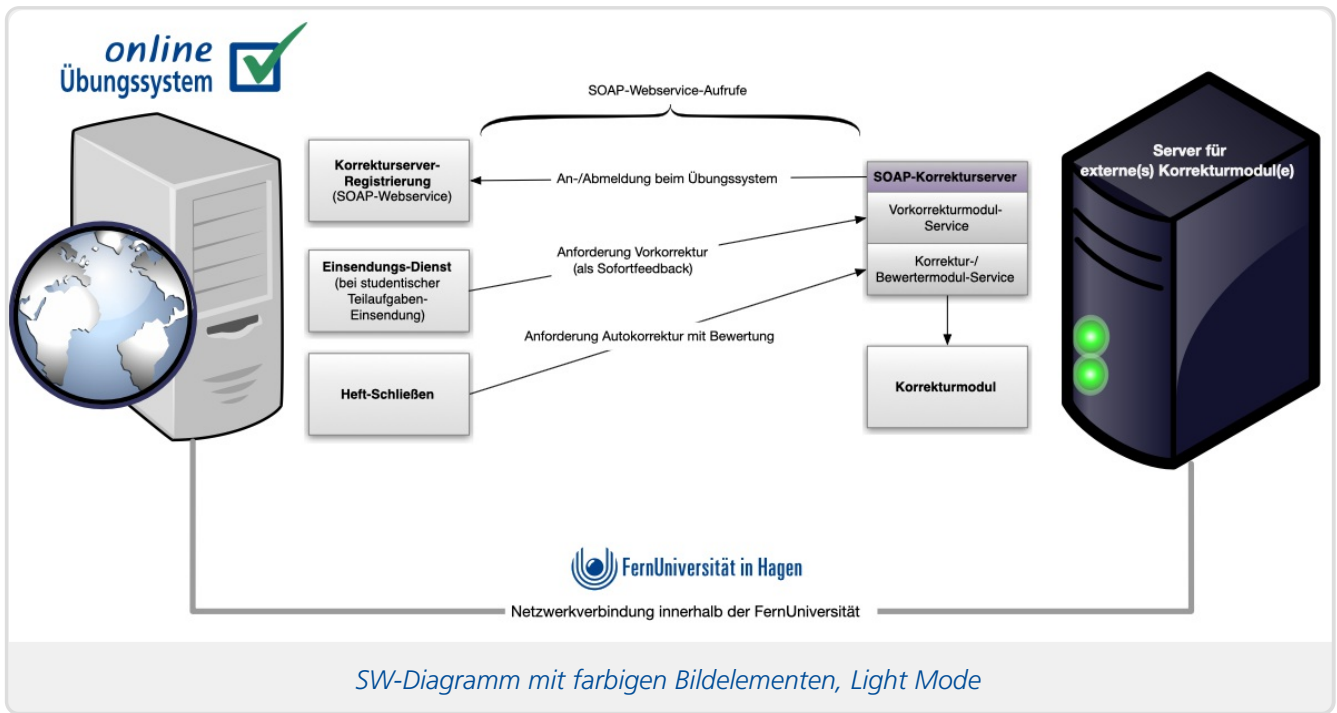 online
Übungssystem
SOAP-Webservice-Aufrufe
Korrekturserver-
Registrierung
(SOAP-Webservice)
An-/Abmeldung beim Übungssystem
SOAP-Korrekturserver
Vorkorrekturmodul-
Service
Korrektur-/
Bewertermodul-Service
Server für
externe(s) Korrekturmodul(e)
Einsendungs-Dienst
(bei studentischer
Teilaufgaben-
Einsendung)
Anforderung Vorkorrektur
(als Sofortfeedback)
Anforderung Autokorrektur mit Bewertung
Heft-Schließen
Korrekturmodul
FernUniversität in Hagen
Netzwerkverbindung innerhalb der FernUniversität
SW-Diagramm mit farbigen Bildelementen, Light Mode